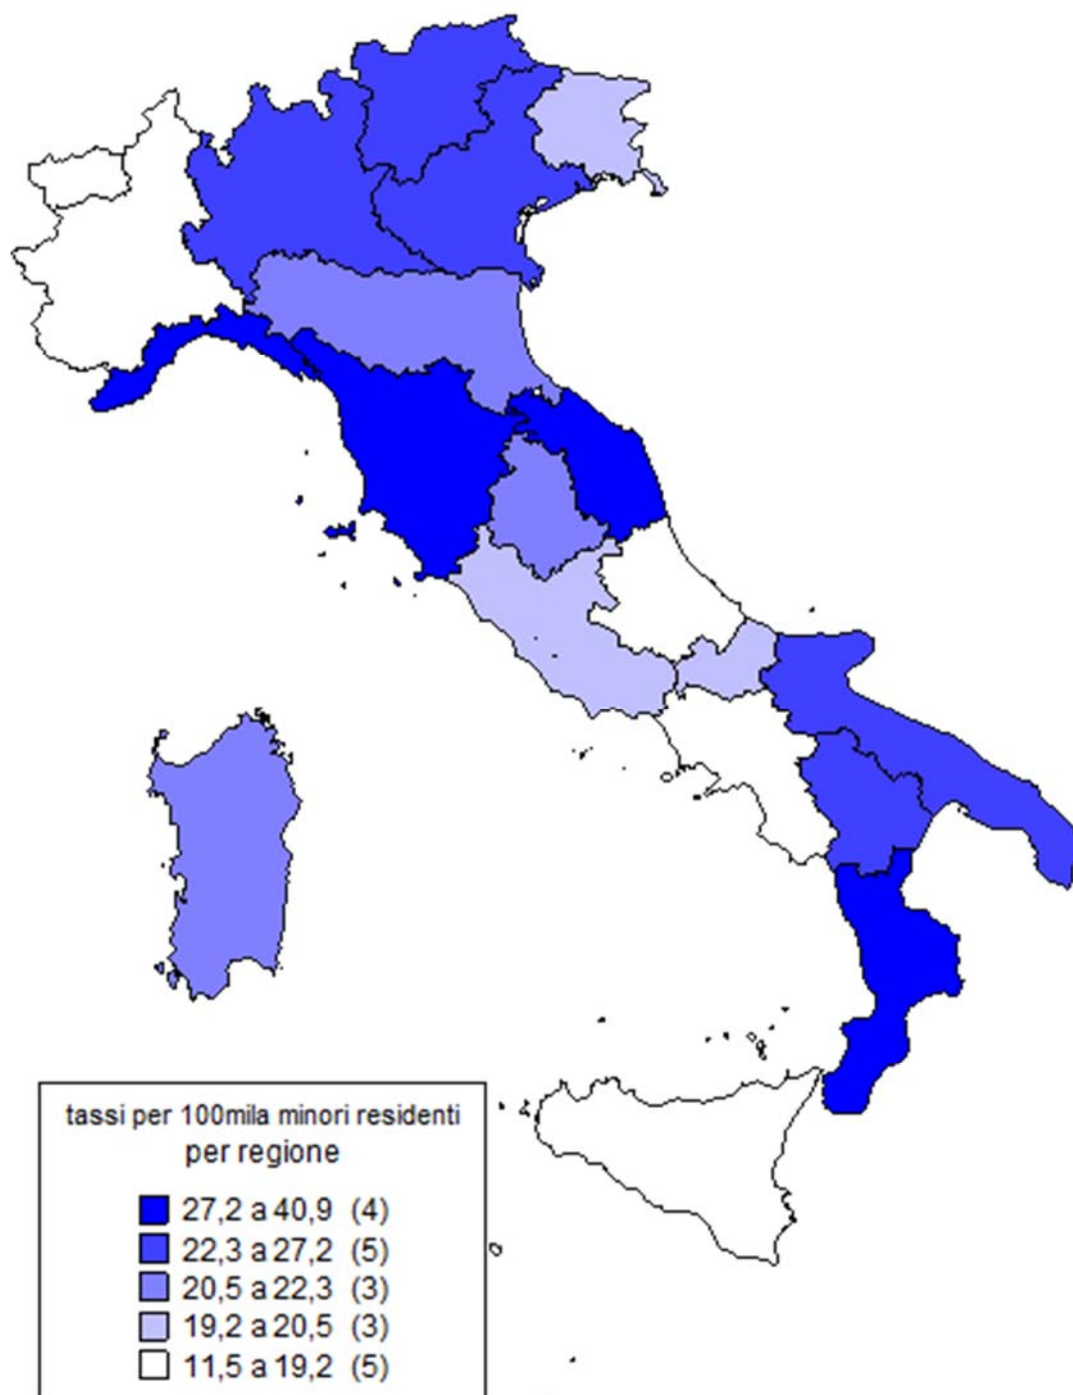 tassi per 100mila minori residenti
per regione
27,2 a 40,9 (4)
22,3 a 27,2 (5)
20,5 a 22,3 (3)
19,2 a 20,5 (3)
11,5 a 19,2 (5)